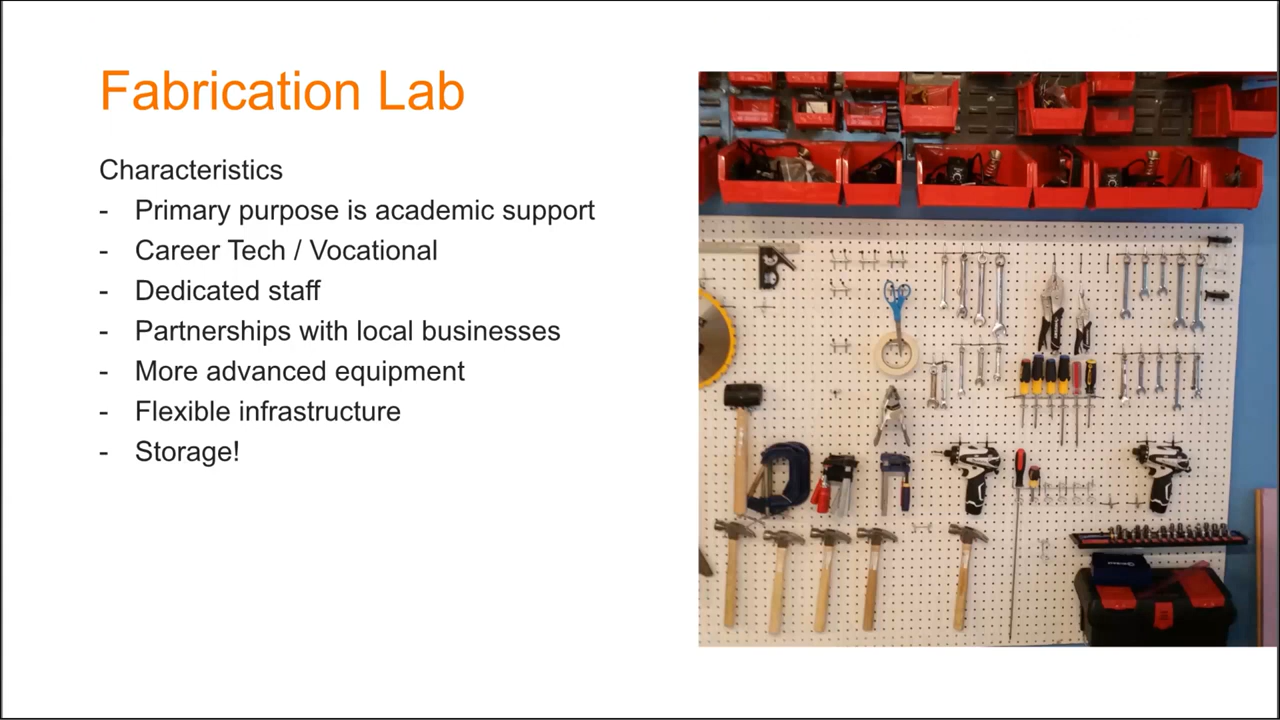 Fabrication Lab
Characteristics
- Primary purpose is academic support
- Career Tech / Vocational
- Dedicated staff
- Partnerships with local businesses
- More advanced equipment
- Flexible infrastructure
- Storage!